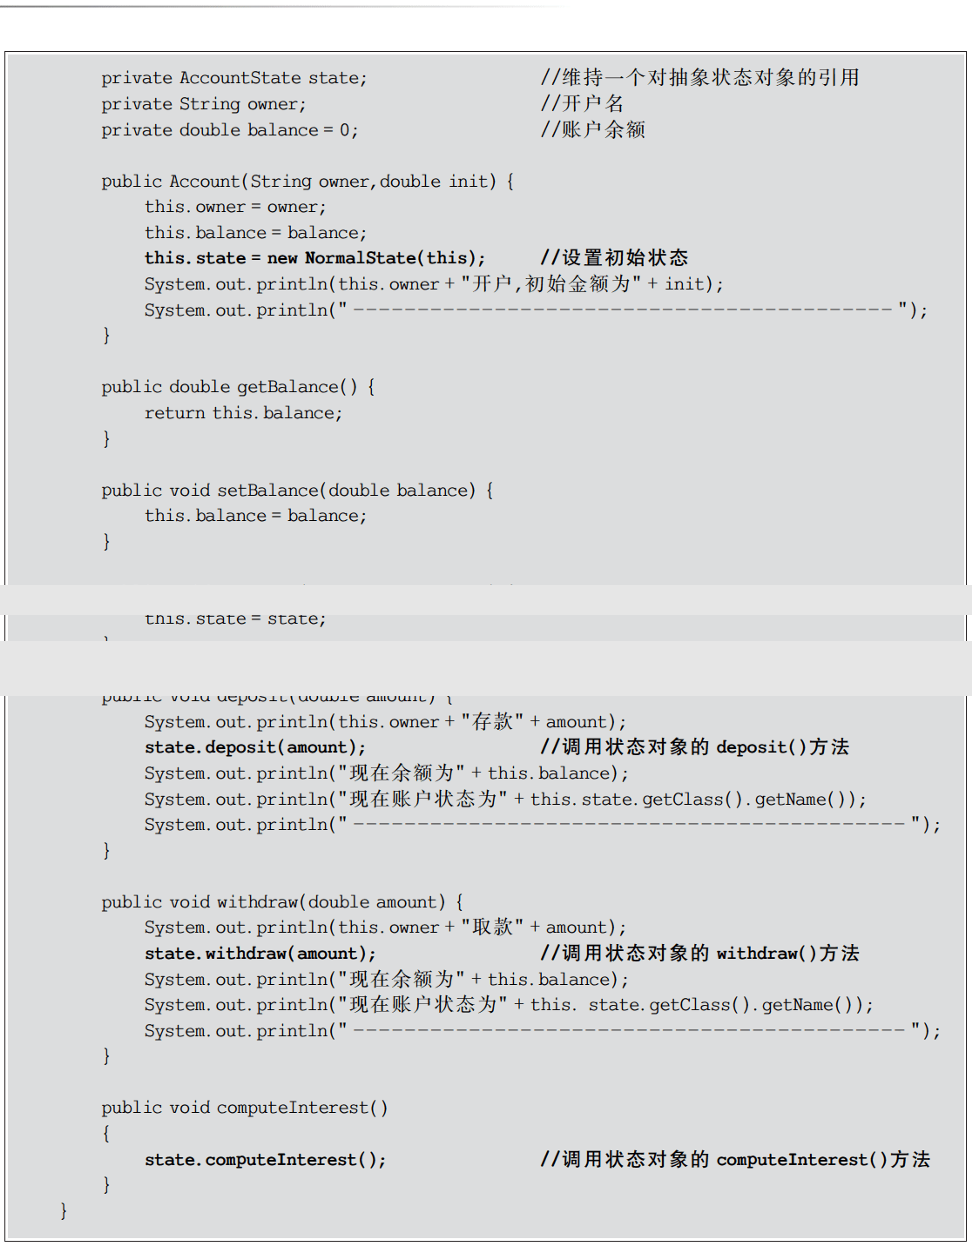 private AccountState state; //维持一个对抽象状态对象的引用
private String owner; //开户名
private double balance = 0; //账户余额
public Account(String owner,double init) {
this.owner = owner;
this.balance = balance;
this.state = new NormalState(this); //设置初始状态
System.out.println(this.owner + "开户,初始金额为" + init);
System.out.println("-------------------------------------------");
}
public double getBalance() {
return this.balance;
}
public void setBalance(double balance) {
this.balance = balance;
}
this.state = state;
public void deposit(double amount) {
System.out.println(this.owner + "存款" + amount);
state.deposit(amount); //调用状态对象的 deposit()方法
System.out.println("现在余额为" + this.balance);
System.out.println("现在账户状态为" + this.state.getClass().getName());
System.out.println("--------------------------------------------");
}
public void withdraw(double amount) {
System.out.println(this.owner + "取款" + amount);
state.withdraw(amount); //调用状态对象的 withdraw()方法
System.out.println("现在余额为" + this.balance);
System.out.println("现在账户状态为" + this. state.getClass().getName());
System.out.println("--------------------------------------------");
}
public void computeInterest()
{
state.computeInterest(); //调用状态对象的 computeInterest()方法
}
}